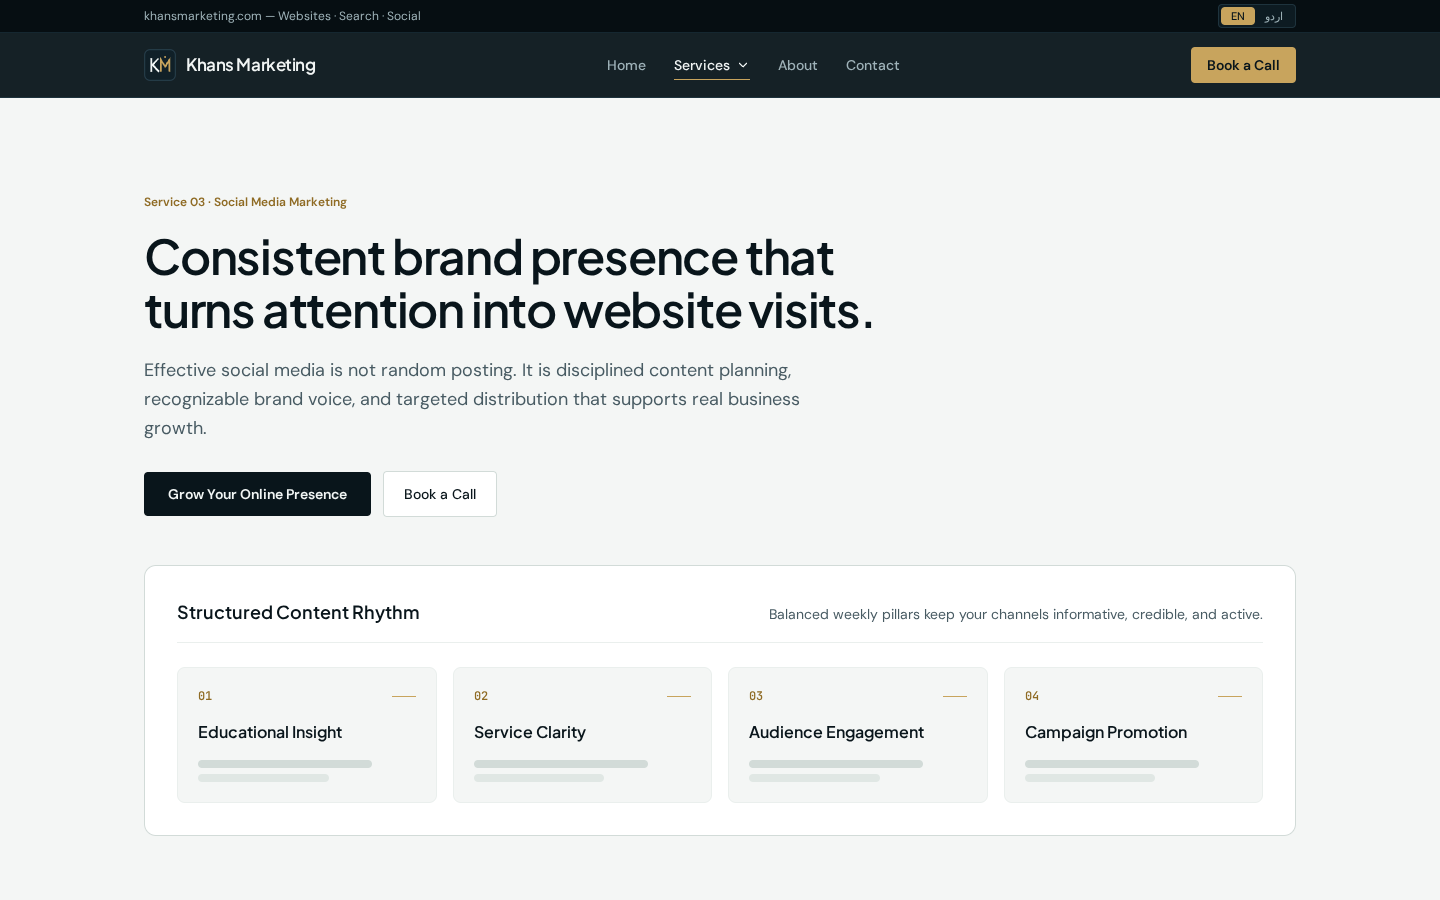 khansmarketing.com — Websites · Search · Social
EN
اردو
KM
Khans Marketing
Home
Services
About
Contact
Book a Call
Service 03 · Social Media Marketing
Consistent brand presence that
turns attention into website visits.
Effective social media is not random posting. It is disciplined content planning,
recognizable brand voice, and targeted distribution that supports real business
growth.
Grow Your Online Presence
Book a Call
Structured Content Rhythm
Balanced weekly pillars keep your channels informative, credible, and active.
01
Educational Insight
02
Service Clarity
03
Audience Engagement
04
Campaign Promotion